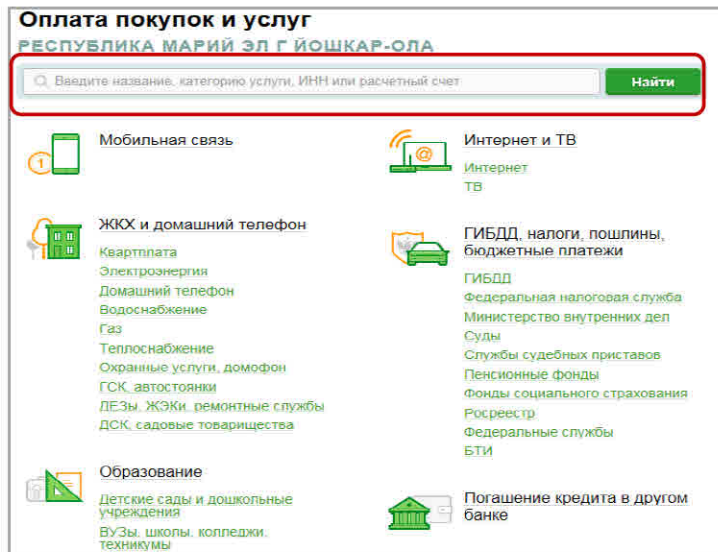 Оплата покупок и услуг
РЕСПУБЛИКА МАРИЙ ЭЛ Г ЙОШКАР-ОЛА
Введите название, категорию услуги, ИНН или расчетный счет
Найти
Мобильная связь
1
ЖКХ и домашний телефон
Квартплата
Электроэнергия
Домашний телефон
Водоснабжение
Газ
Теплоснабжение
Охранные услуги, домофон
ГСК, автостоянки
ДЕЗы, ЖЭКи, ремонтные службы
ДСК, садовые товарищества
Образование
Детские сады и дошкольные
учреждения
ВУЗы, школы, колледжи,
техникумы
@
Интернет и ТВ
Интернет
ТВ
ГИБДД, налоги, пошлины,
бюджетные платежи
ГИБДД
Федеральная налоговая служба
Министерство внутренних дел
Суды
Службы судебных приставов
Пенсионные фонды
Фонды социального страхования
Росреестр
Федеральные службы
БТИ
Погашение кредита в другом
банке